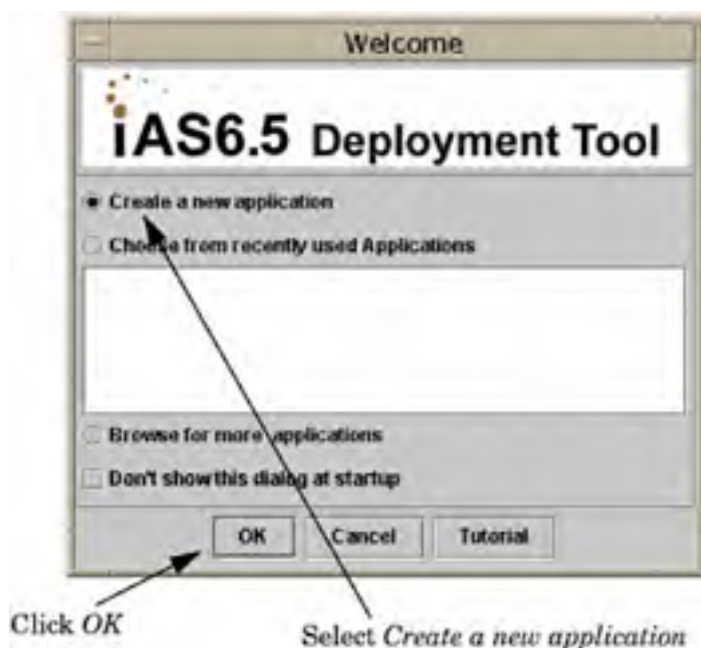 Welcome
iAS6.5 Deployment Tool
Create a new application
Choose from recently used Applications
Browse for more applications
Don't show this dialog at startup
OK Cancel Tutorial
Click OK
Select Create a new application